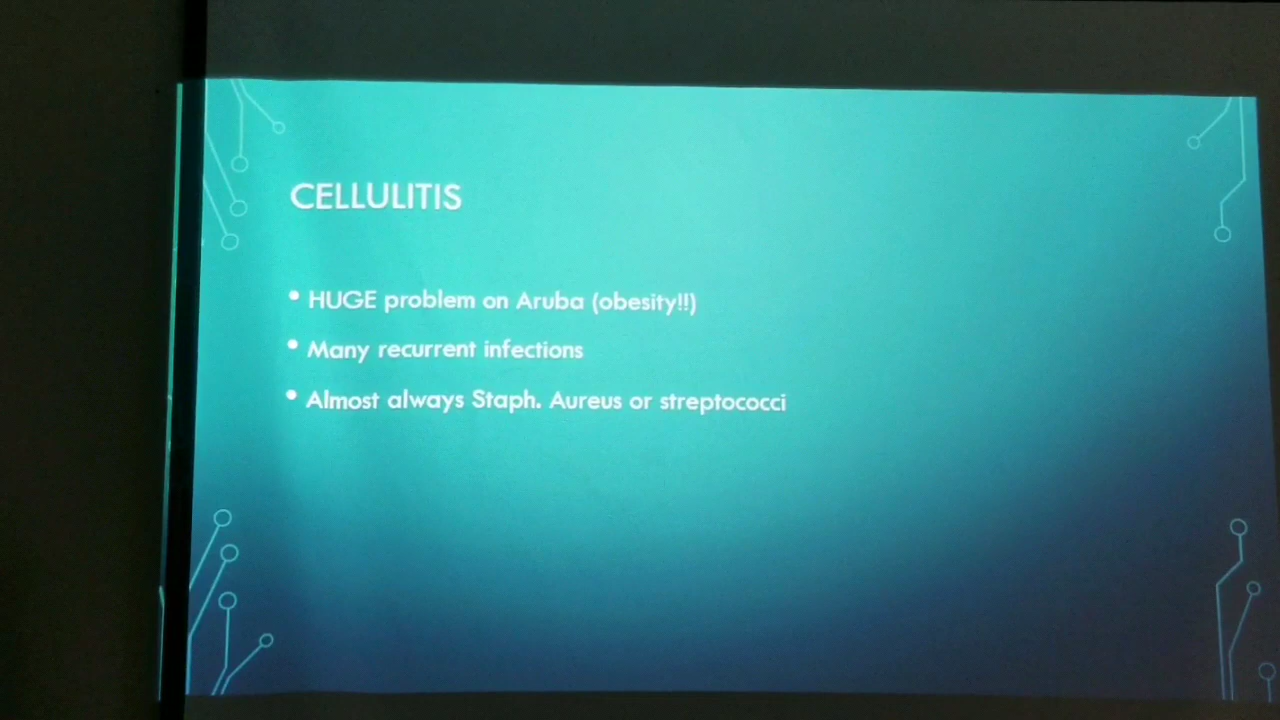 CELLULITIS
• HUGE problem on Aruba (obesity!!)
• Many recurrent infections
• Almost always Staph. Aureus or streptococci